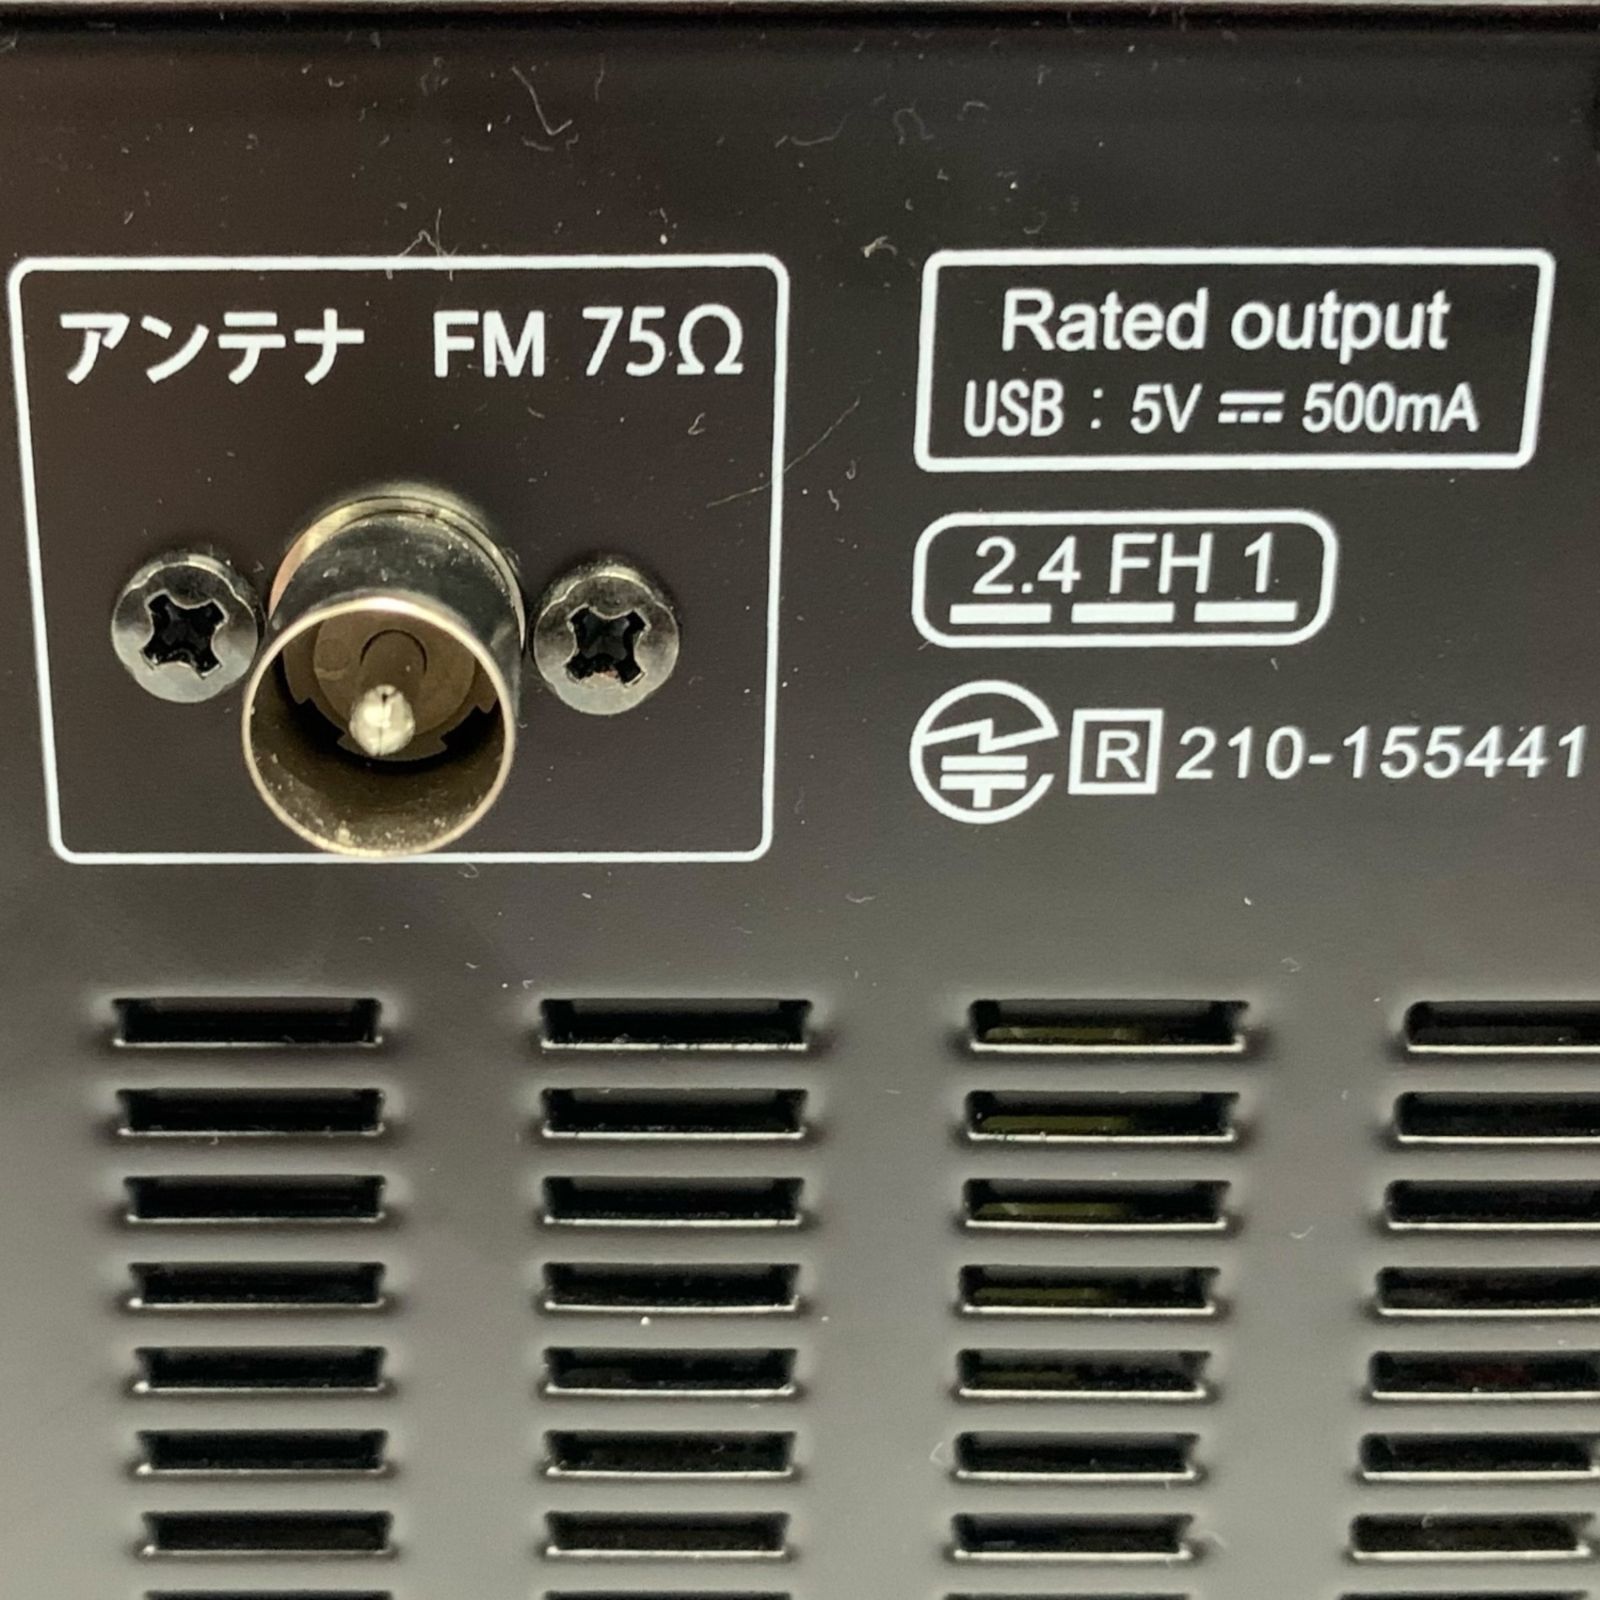 アンテナ FM 75Ω
Rated output
USB : 5V ⎓ 500mA
2.4 FH 1
R 210-155441